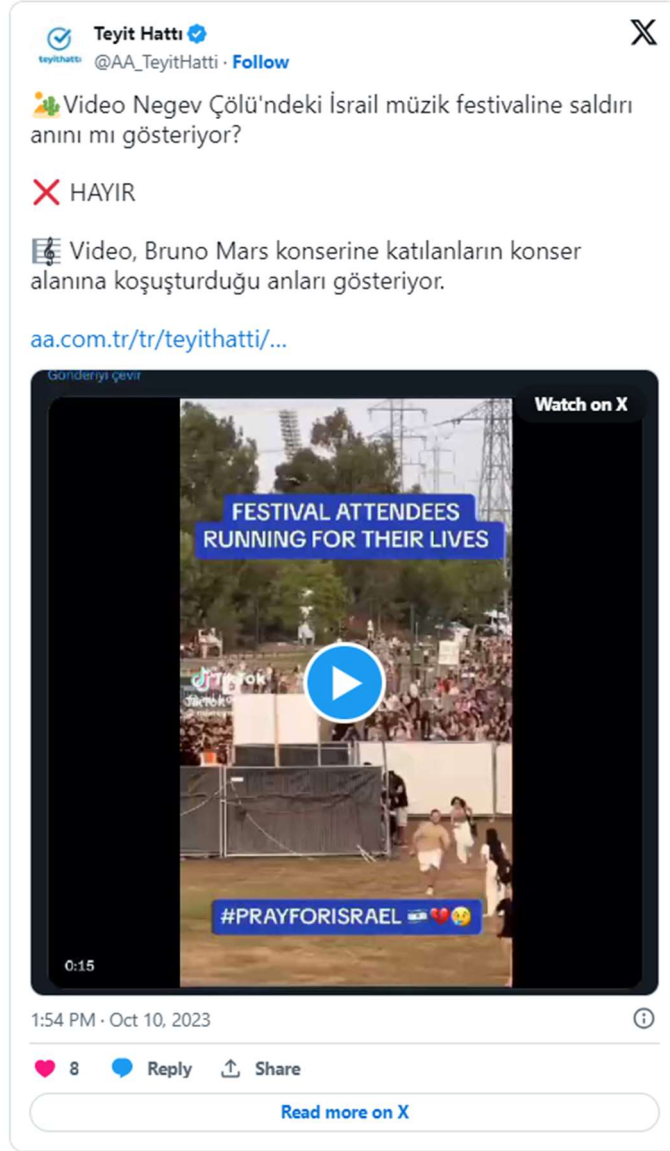 Teyit Hattı
teyithattı
@AA_TeyitHatti · Follow
Video Negev Çölü'ndeki İsrail müzik festivaline saldırı
anını mı gösteriyor?
HAYIR
Video, Bruno Mars konserine katılanların konser
alanına koşuşturduğu anları gösteriyor.
aa.com.tr/tr/teyithatti/...
Gönderiyi çevir
Watch on X
FESTIVAL ATTENDEES
RUNNING FOR THEIR LIVES
TikTok
TikTok
#PRAYFORISRAEL
0:15
1:54 PM · Oct 10, 2023
8 Reply Share
Read more on X